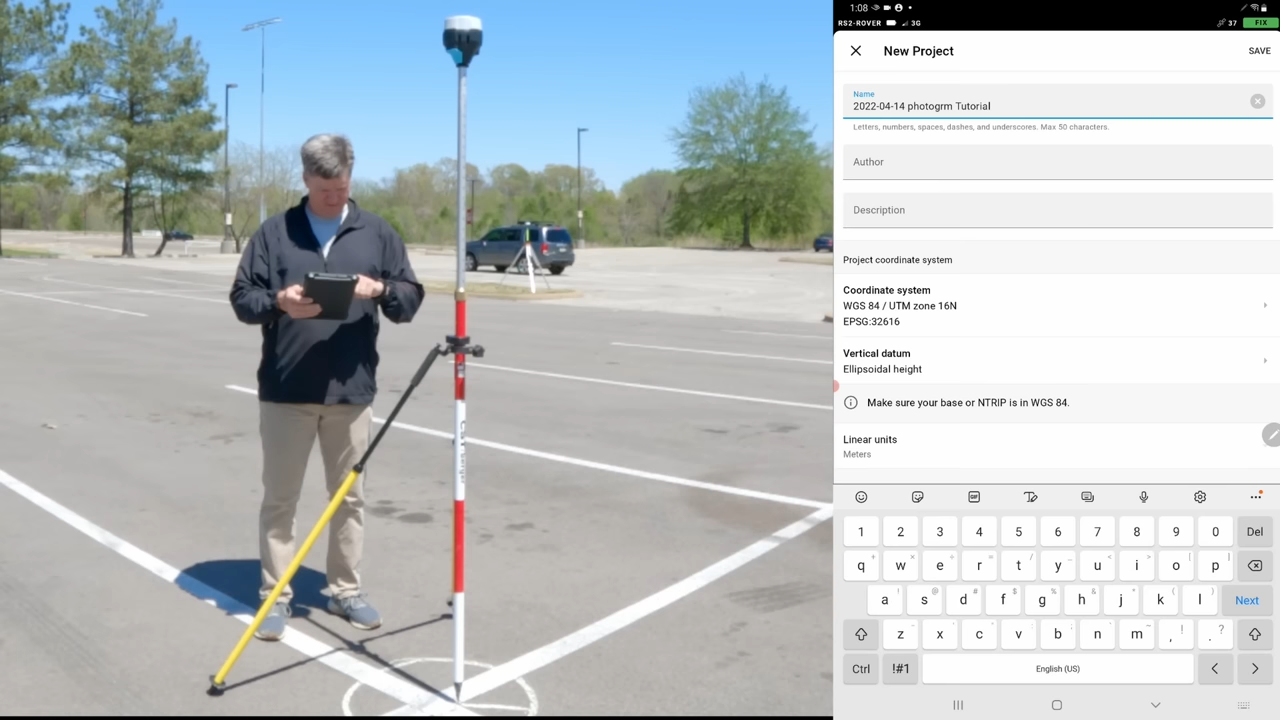 1:08
RS2-ROVER 3G 37 FIX
New Project SAVE
Name
2022-04-14 photogrm Tutorial
Letters, numbers, spaces, dashes, and underscores. Max 50 characters.
Author
Description
Project coordinate system
Coordinate system
WGS 84 / UTM zone 16N
EPSG:32616
Vertical datum
Ellipsoidal height
Make sure your base or NTRIP is in WGS 84.
Linear units
Meters
GIF
1 2 3 4 5 6 7 8 9 0 Del
q + w × e ÷ r = t / y _ u < i > o [ p ]
a ! s @ d # f $ g % h & j * k ( l ) Next
z - x ' c " v : b ; n , m ~ , ! . ?
Ctrl !#1 English (US) < >